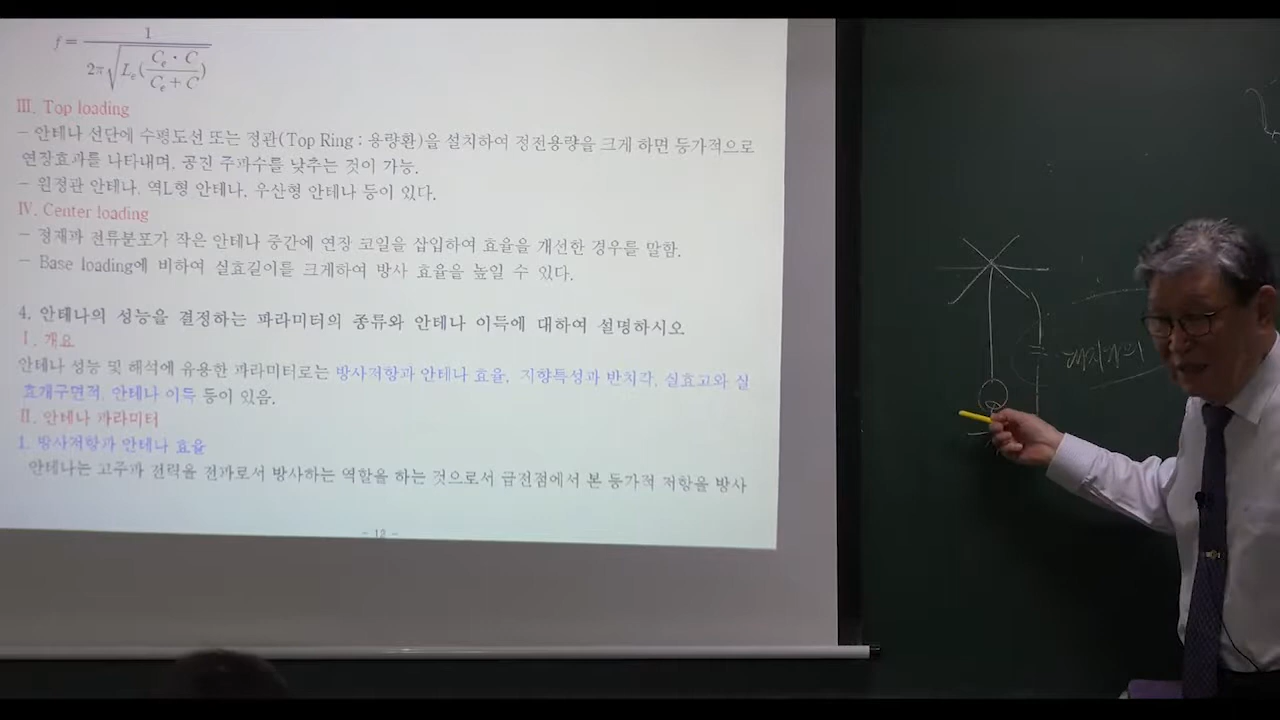 f = 1 / 2π√(L_e(C_e · C / C_e + C))
Ⅲ. Top loading
- 안테나 선단에 수평도선 또는 정관(Top Ring : 용량환)을 설치하여 정전용량을 크게 하면 등가적으로
연장효과를 나타내며, 공진 주파수를 낮추는 것이 가능.
- 원정관 안테나, 역L형 안테나, 우산형 안테나 등이 있다.
Ⅳ. Center loading
- 정재파 전류분포가 작은 안테나 중간에 연장 코일을 삽입하여 효율을 개선한 경우를 말함.
- Base loading에 비하여 실효길이를 크게하여 방사 효율을 높일 수 있다.
4. 안테나의 성능을 결정하는 파라미터의 종류와 안테나 이득에 대하여 설명하시오
Ⅰ. 개요
안테나 성능 및 해석에 유용한 파라미터로는 방사저항과 안테나 효율, 지향특성과 반치각, 실효고와 실
효개구면적, 안테나 이득 등이 있음.
Ⅱ. 안테나 파라미터
1. 방사저항과 안테나 효율
안테나는 고주파 전력을 전파로서 방사하는 역할을 하는 것으로서 급전점에서 본 등가적 저항을 방사
- 12 -